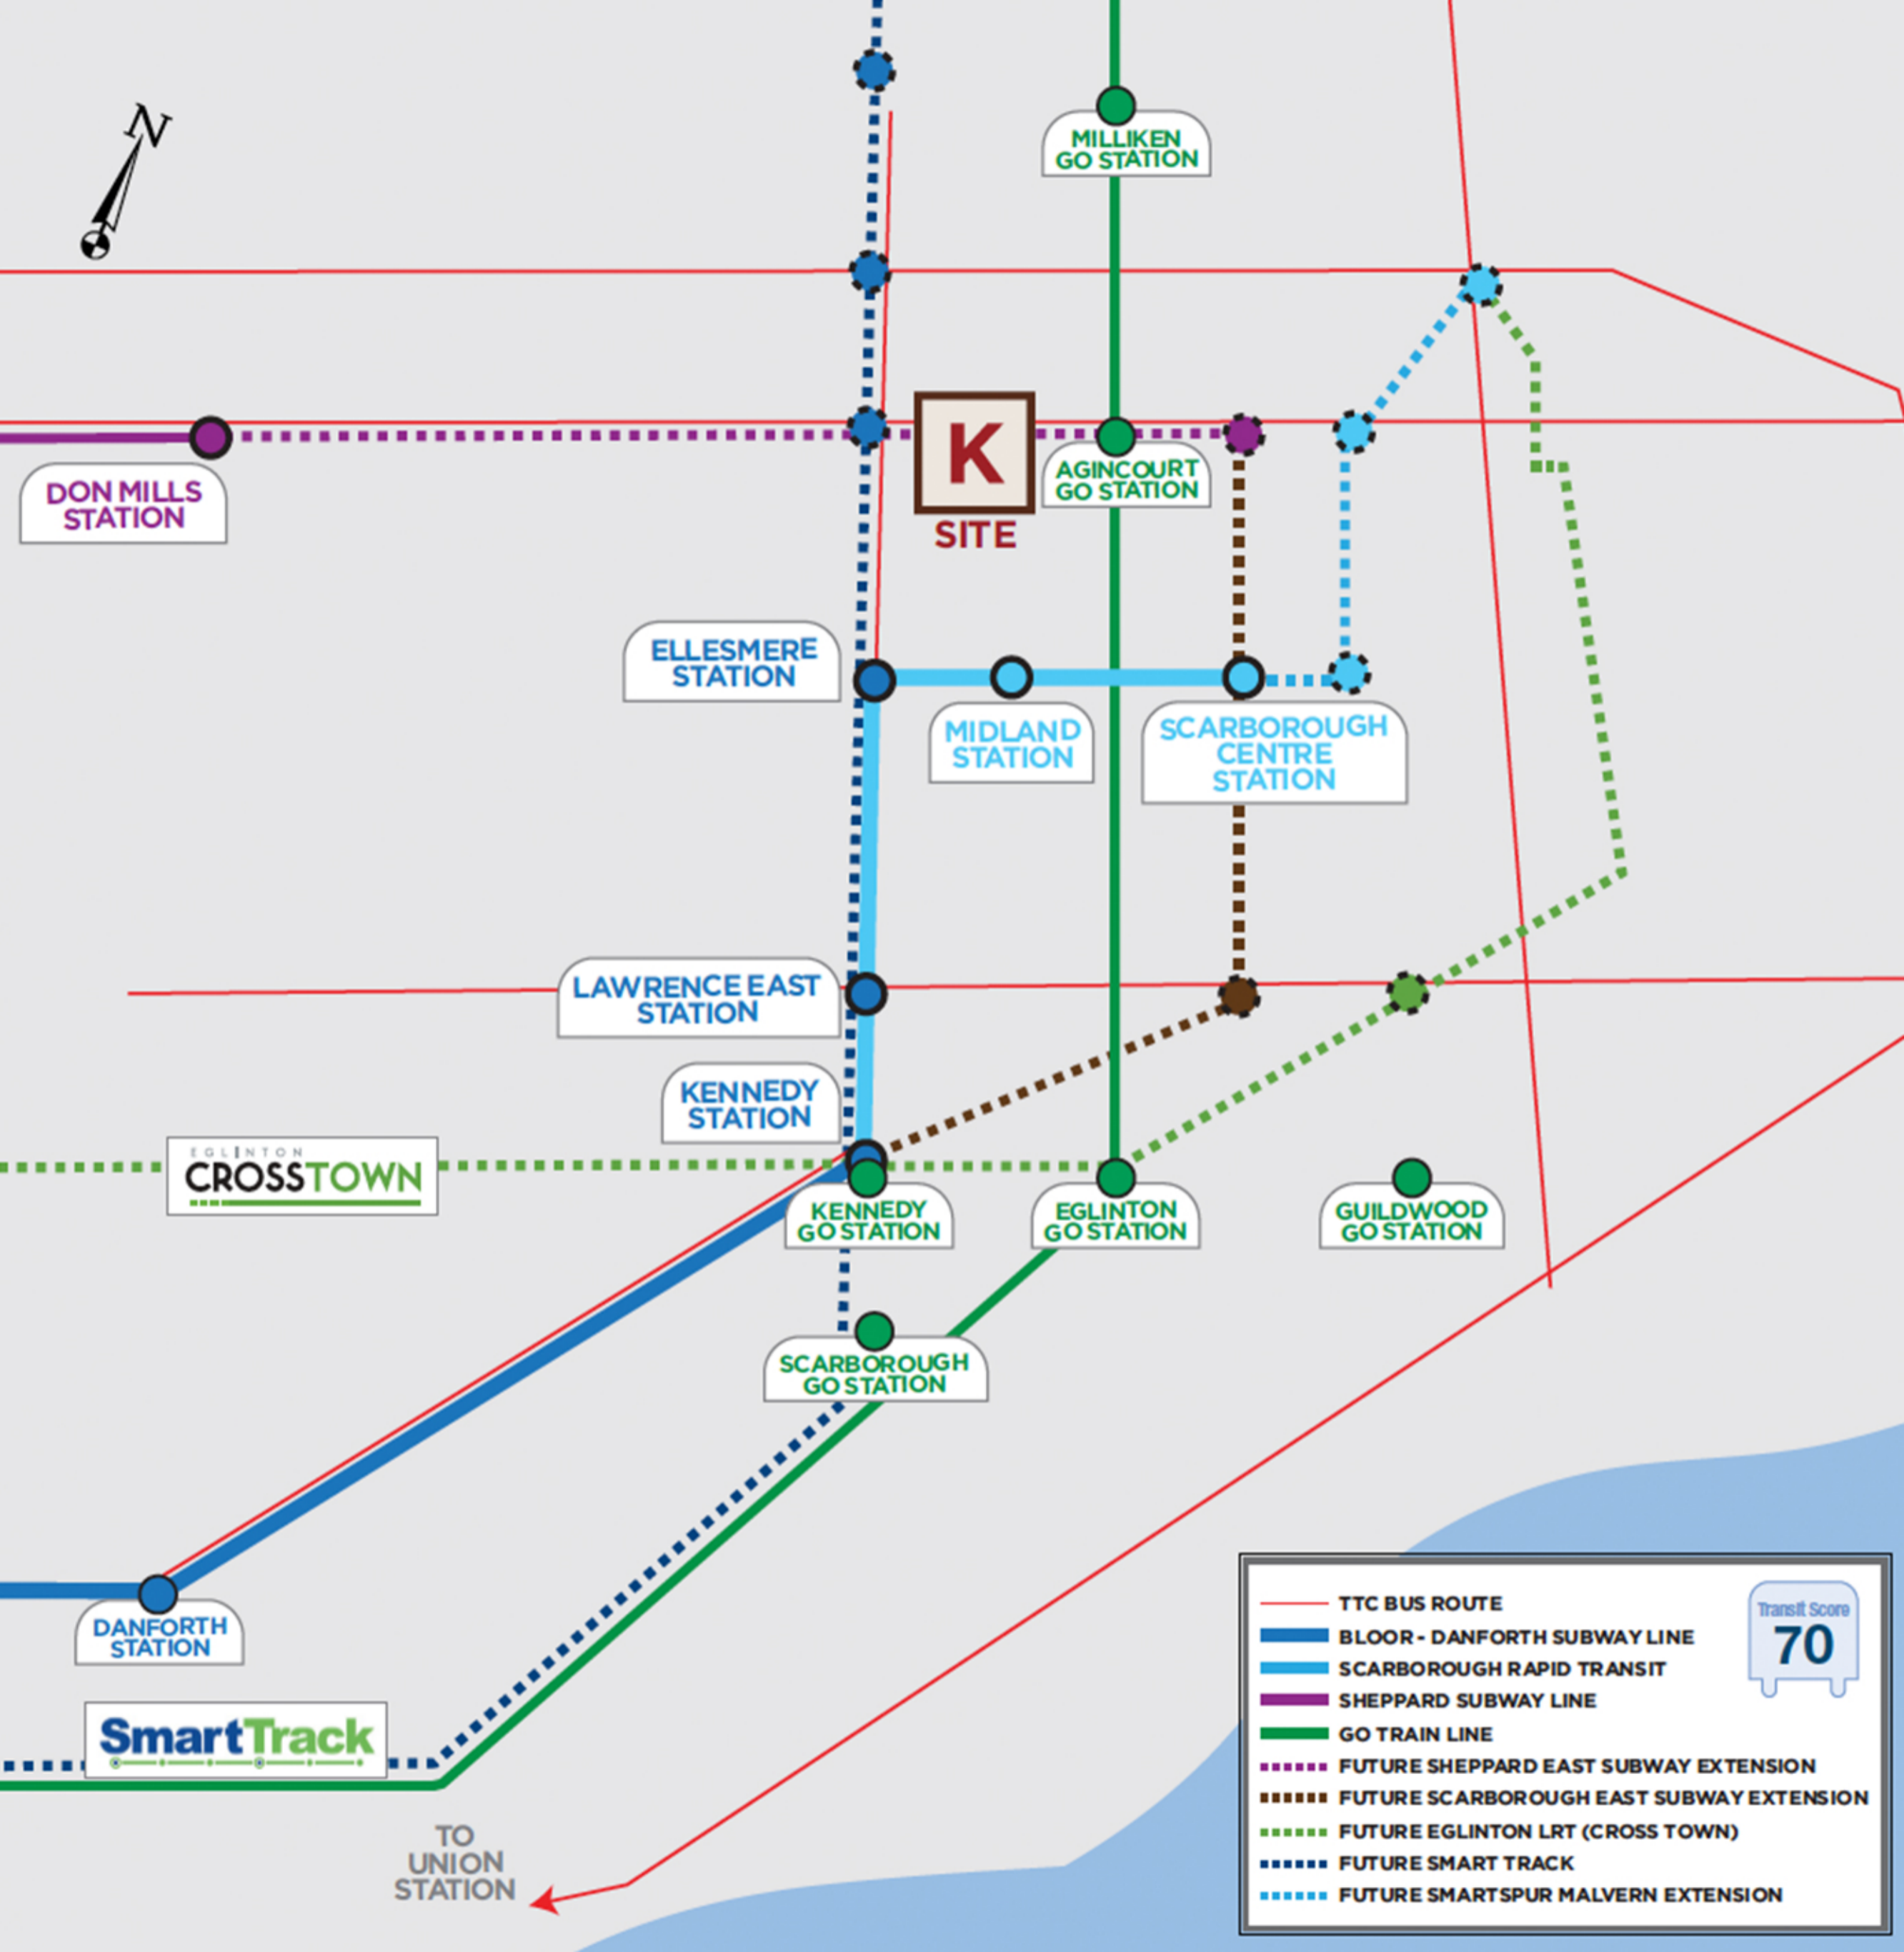 N
MILLIKEN
GO STATION
K
SITE
DON MILLS
STATION
AGINCOURT
GO STATION
ELLESMERE
STATION
MIDLAND
STATION
SCARBOROUGH
CENTRE
STATION
LAWRENCE EAST
STATION
KENNEDY
STATION
EGLINTON
CROSSTOWN
KENNEDY
GO STATION
EGLINTON
GO STATION
GUILDWOOD
GO STATION
SCARBOROUGH
GO STATION
DANFORTH
STATION
SmartTrack
TO
UNION
STATION
TTC BUS ROUTE
BLOOR - DANFORTH SUBWAY LINE
SCARBOROUGH RAPID TRANSIT
SHEPPARD SUBWAY LINE
GO TRAIN LINE
FUTURE SHEPPARD EAST SUBWAY EXTENSION
FUTURE SCARBOROUGH EAST SUBWAY EXTENSION
FUTURE EGLINTON LRT (CROSS TOWN)
FUTURE SMART TRACK
FUTURE SMARTSPUR MALVERN EXTENSION
Transit Score
70